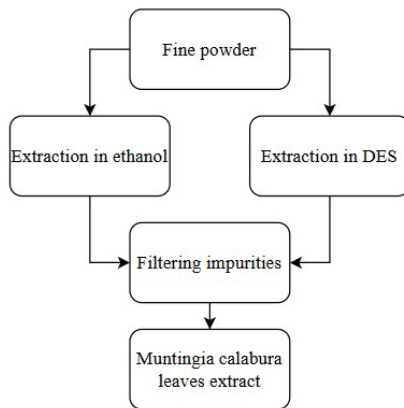 Fine powder
Extraction in ethanol
Extraction in DES
Filtering impurities
Muntingia calabura
leaves extract